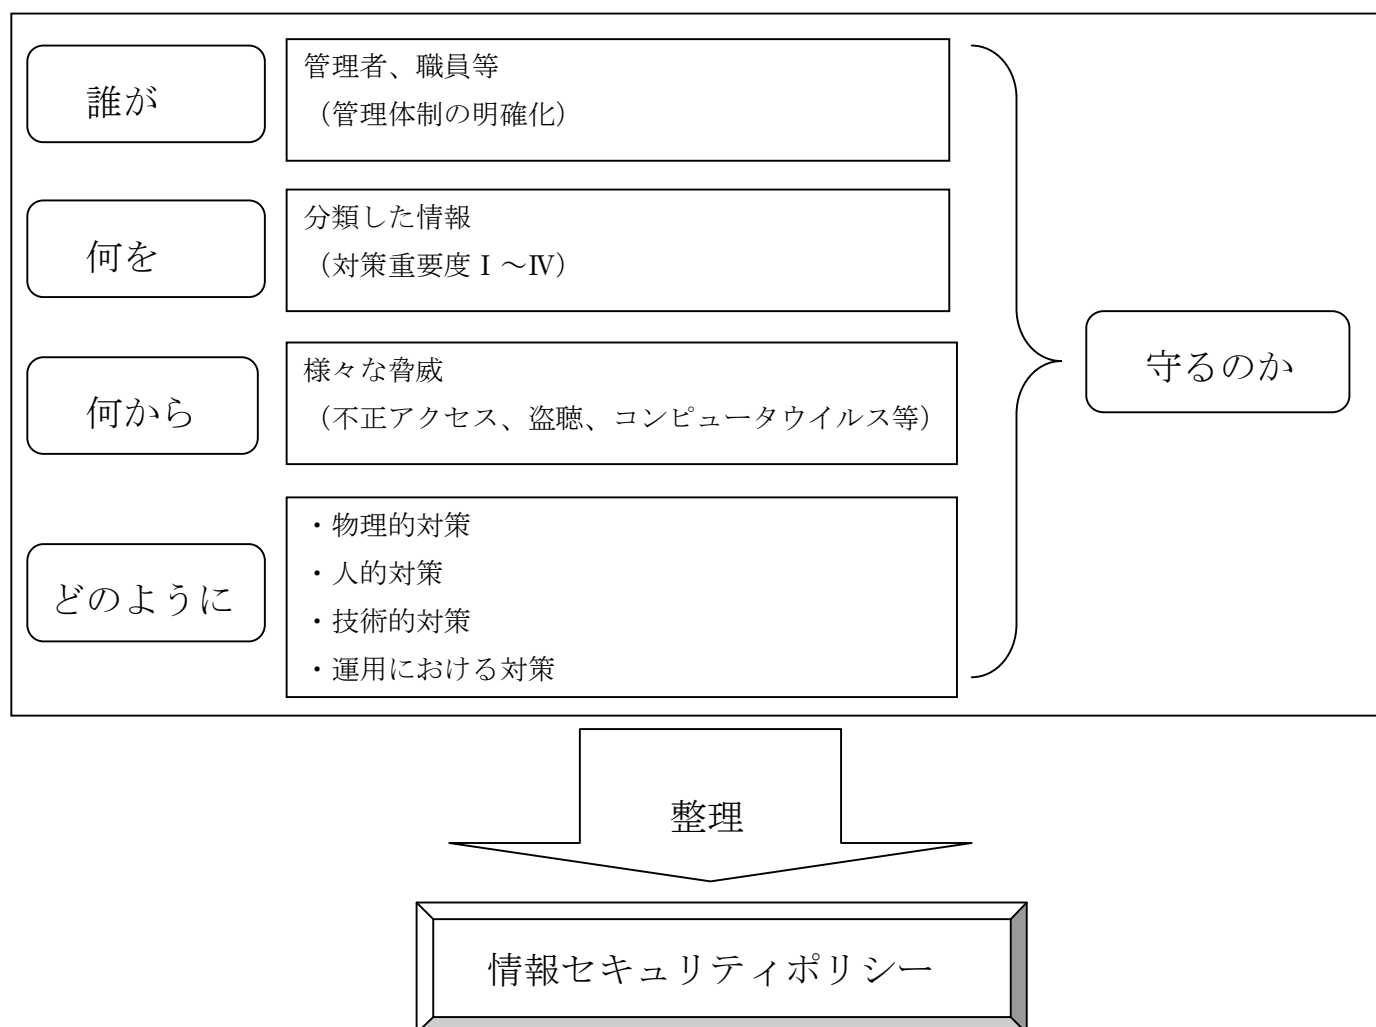 誰が
管理者、職員等
（管理体制の明確化）
何を
分類した情報
（対策重要度Ⅰ～Ⅳ）
何から
様々な脅威
（不正アクセス、盗聴、コンピュータウイルス等）
どのように
・物理的対策
・人的対策
・技術的対策
・運用における対策
守るのか
整理
情報セキュリティポリシー